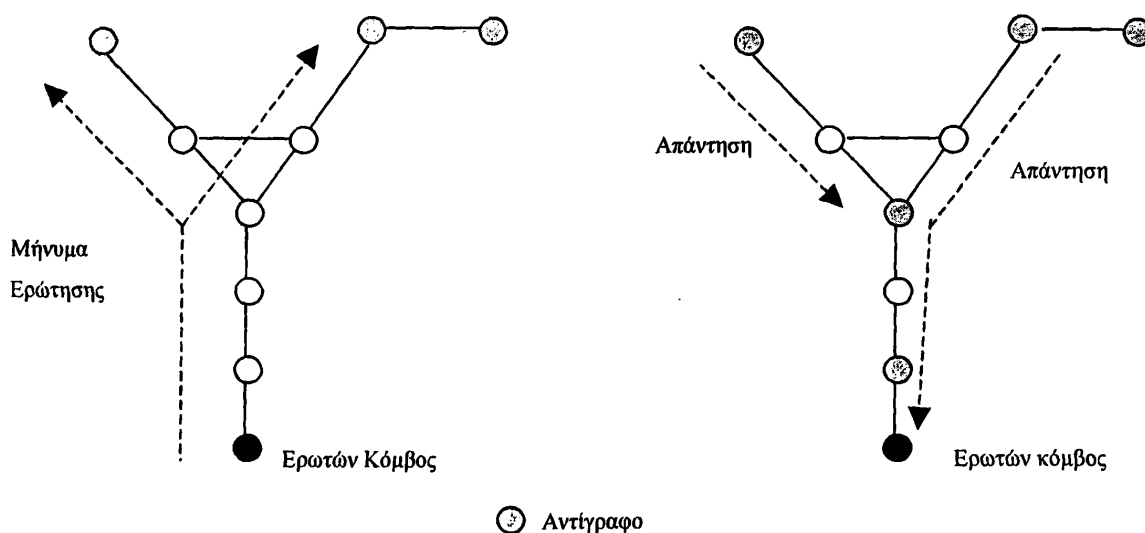 Μήνυμα
Ερώτησης
Ερωτών Κόμβος
Απάντηση
Απάντηση
Ερωτών κόμβος
Αντίγραφο